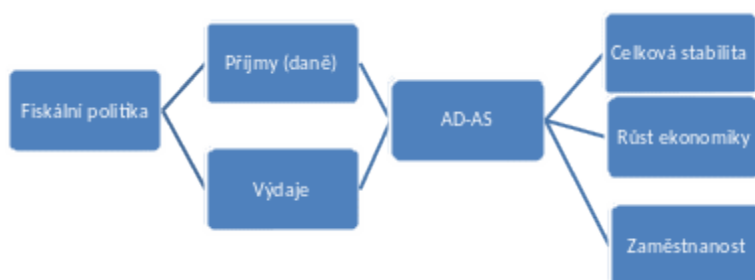 Fiskální politika
Příjmy (daně)
Výdaje
AD-AS
Celková stabilita
Růst ekonomiky
Zaměstnanost